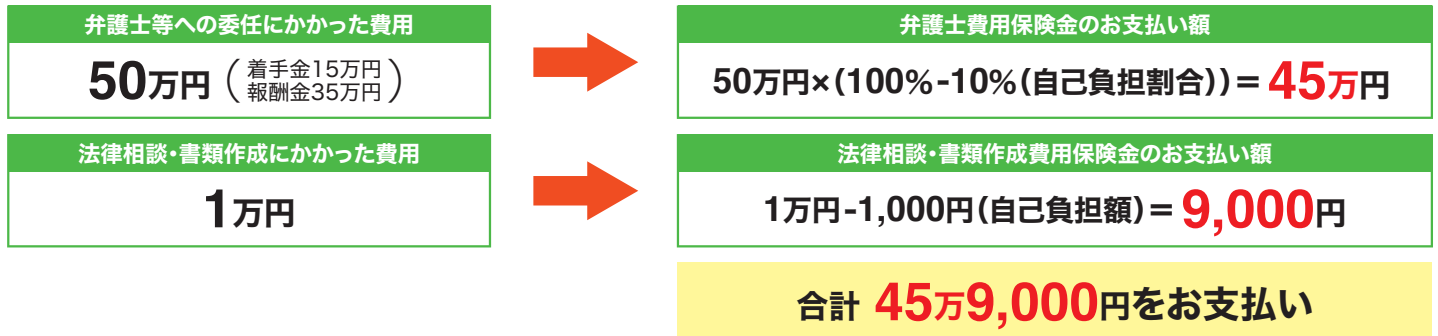 弁護士等への委任にかかった費用
50万円（着手金15万円
報酬金35万円）
弁護士費用保険金のお支払い額
50万円×（100％-10％（自己負担割合））＝45万円
法律相談・書類作成にかかった費用
1万円
法律相談・書類作成費用保険金のお支払い額
1万円-1,000円（自己負担額）＝9,000円
合計 45万9,000円をお支払い